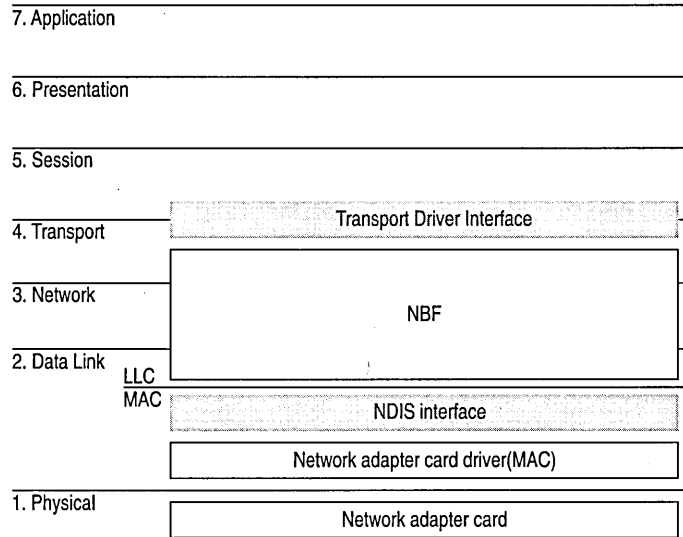 7. Application
6. Presentation
5. Session
Transport Driver Interface
4. Transport
3. Network
NBF
2. Data Link
LLC
MAC
NDIS interface
Network adapter card driver(MAC)
1. Physical
Network adapter card